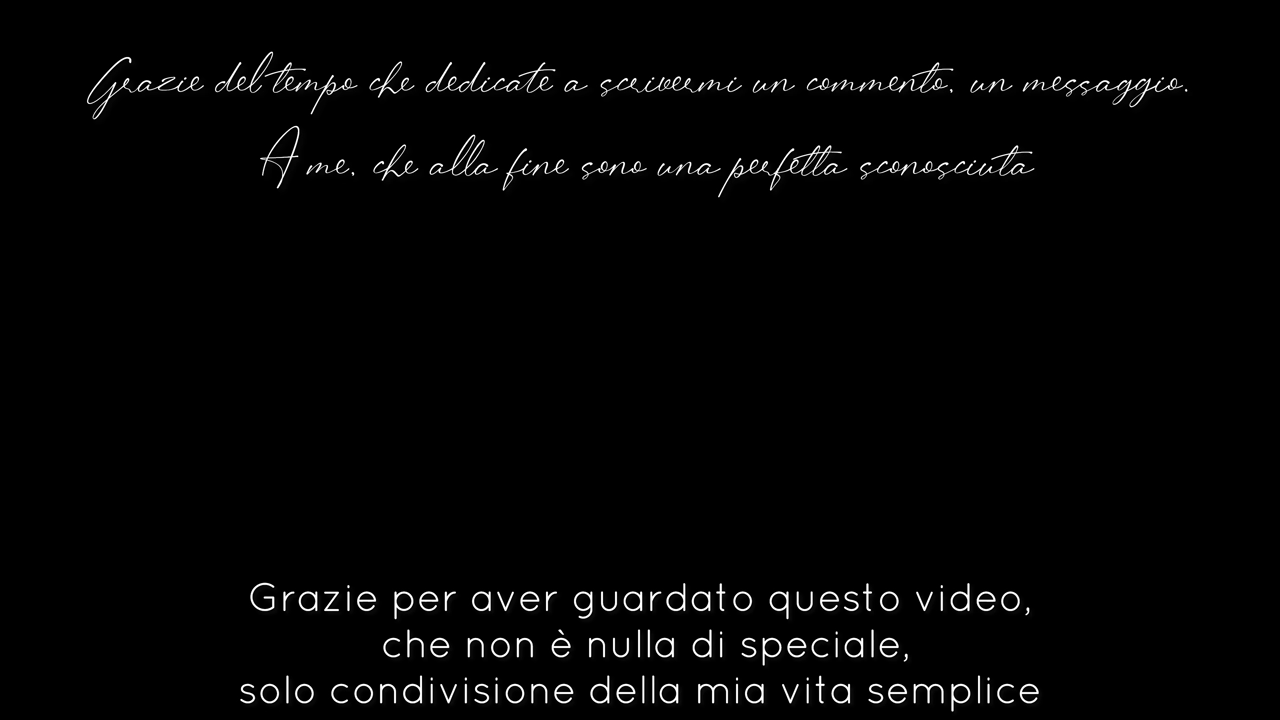 Grazie del tempo che dedicate a scrivermi un commento, un messaggio.
A me, che alla fine sono una perfetta sconosciuta
Grazie per aver guardato questo video,
che non è nulla di speciale,
solo condivisione della mia vita semplice